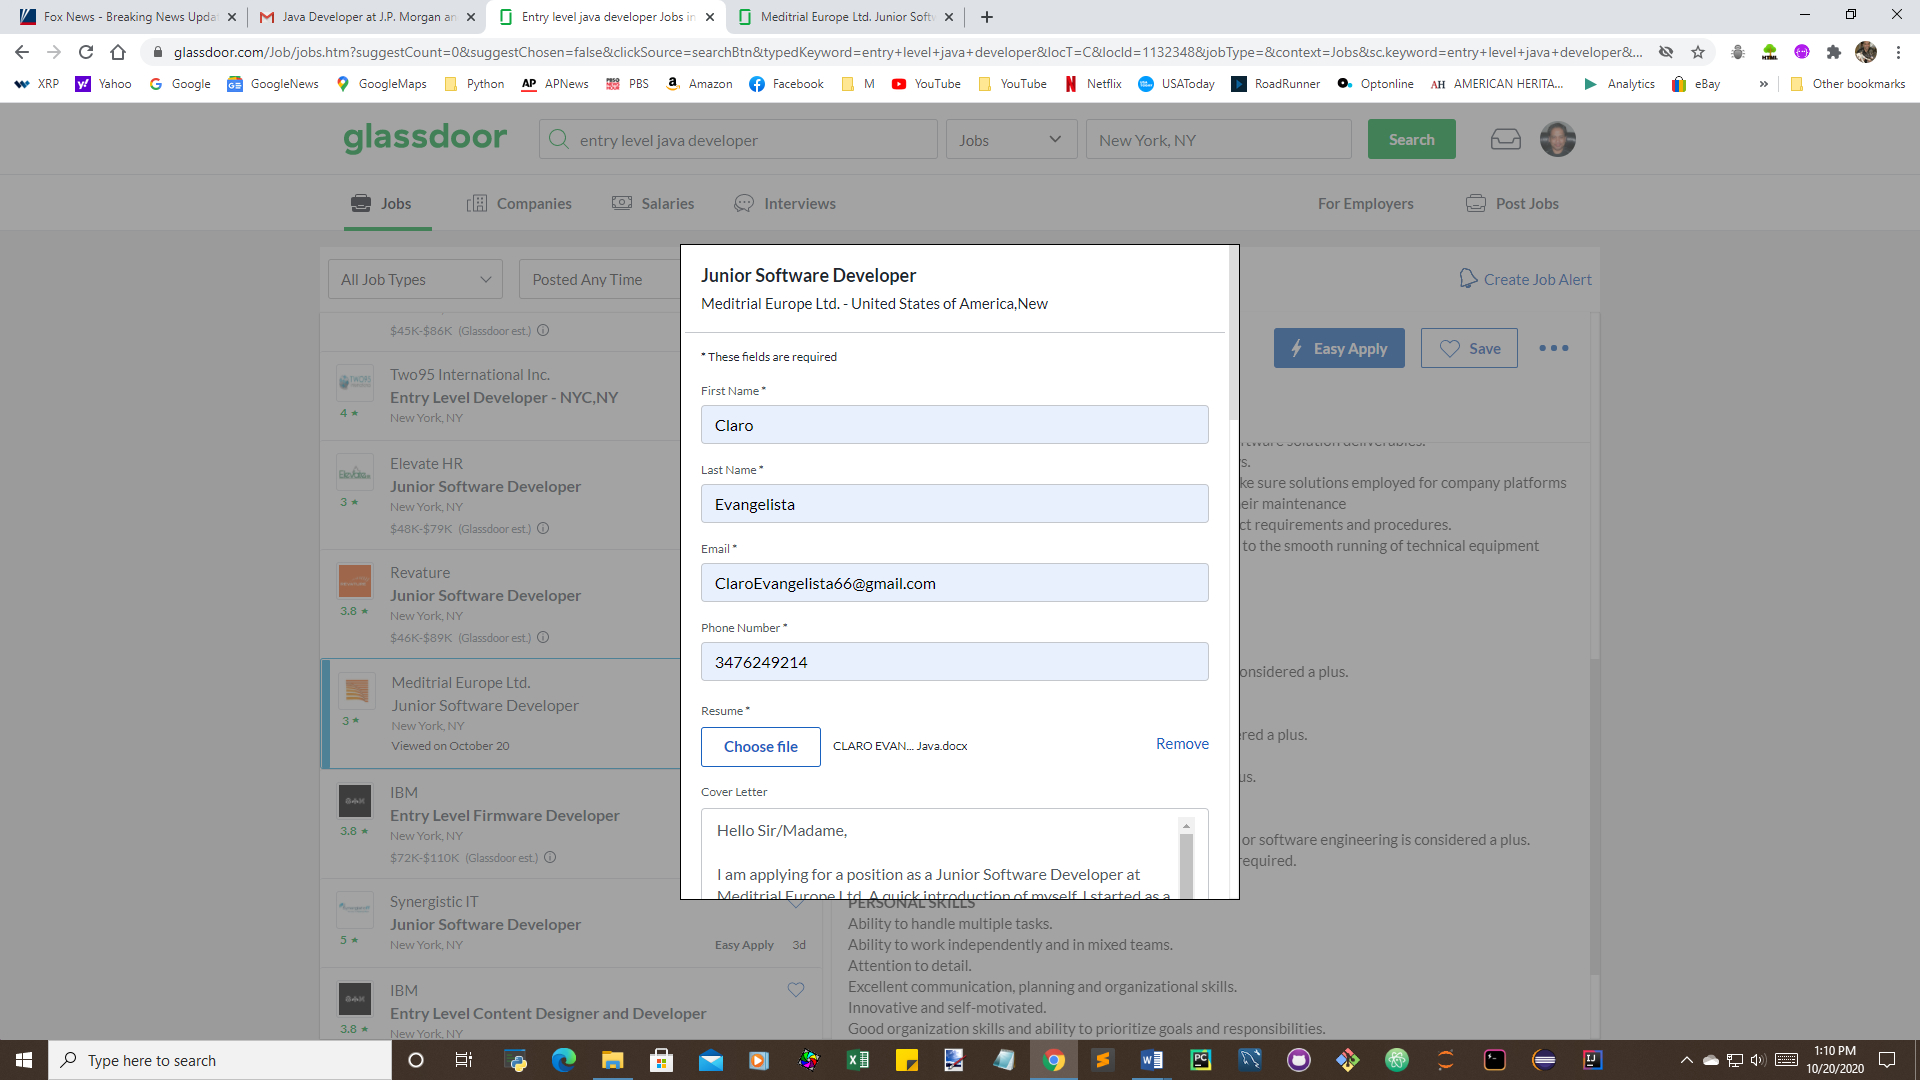 Fox News - Breaking News Upda
Java Developer at J.P. Morgan an
Entry level java developer Jobs in
Meditrial Europe Ltd. Junior Soft
glassdoor.com/Job/jobs.htm?suggestCount=0&suggestChosen=false&clickSource=searchBtn&typedKeyword=entry+level+java+developer&locT=C&locId=1132348&jobType=&context=Jobs&sc.keyword=entry+level+java+developer&...
XRP Yahoo Google GoogleNews GoogleMaps Python APNews PBS Amazon Facebook M YouTube YouTube Netflix USAToday RoadRunner Optonline AMERICAN HERITA... Analytics eBay » Other bookmarks
glassdoor
entry level java developer
Jobs
New York, NY
Search
Jobs Companies Salaries Interviews
For Employers Post Jobs
All Job Types
Posted Any Time
Create Job Alert
$45K-$86K (Glassdoor est.)
Two95 International Inc.
Entry Level Developer - NYC,NY
4 ★ New York, NY
Elevate HR
Junior Software Developer
3 ★ New York, NY
$48K-$79K (Glassdoor est.)
Revature
Junior Software Developer
3.8 ★ New York, NY
$46K-$89K (Glassdoor est.)
Meditrial Europe Ltd.
Junior Software Developer
3 ★ New York, NY
Viewed on October 20
IBM
Entry Level Firmware Developer
3.8 ★ New York, NY
$72K-$110K (Glassdoor est.)
Synergistic IT
Junior Software Developer
5 ★ New York, NY
Easy Apply 3d
IBM
Entry Level Content Designer and Developer
3.8 ★ New York, NY
Junior Software Developer
Meditrial Europe Ltd. - United States of America,New
* These fields are required
First Name *
Claro
Last Name *
Evangelista
Email *
ClaroEvangelista66@gmail.com
Phone Number *
3476249214
Resume *
Choose file
CLARO EVAN... Java.docx
Remove
Cover Letter
Hello Sir/Madame,
I am applying for a position as a Junior Software Developer at
Meditrial Europe Ltd. A quick introduction of myself, I started as a
Easy Apply
Save
ftware solution deliverables.
s.
ke sure solutions employed for company platforms
eir maintenance
ct requirements and procedures.
to the smooth running of technical equipment
onsidered a plus.
red a plus.
us.
or software engineering is considered a plus.
equired.
PERSONAL SKILLS
Ability to handle multiple tasks.
Ability to work independently and in mixed teams.
Attention to detail.
Excellent communication, planning and organizational skills.
Innovative and self-motivated.
Good organization skills and ability to prioritize goals and responsibilities.
Type here to search
1:10 PM
10/20/2020